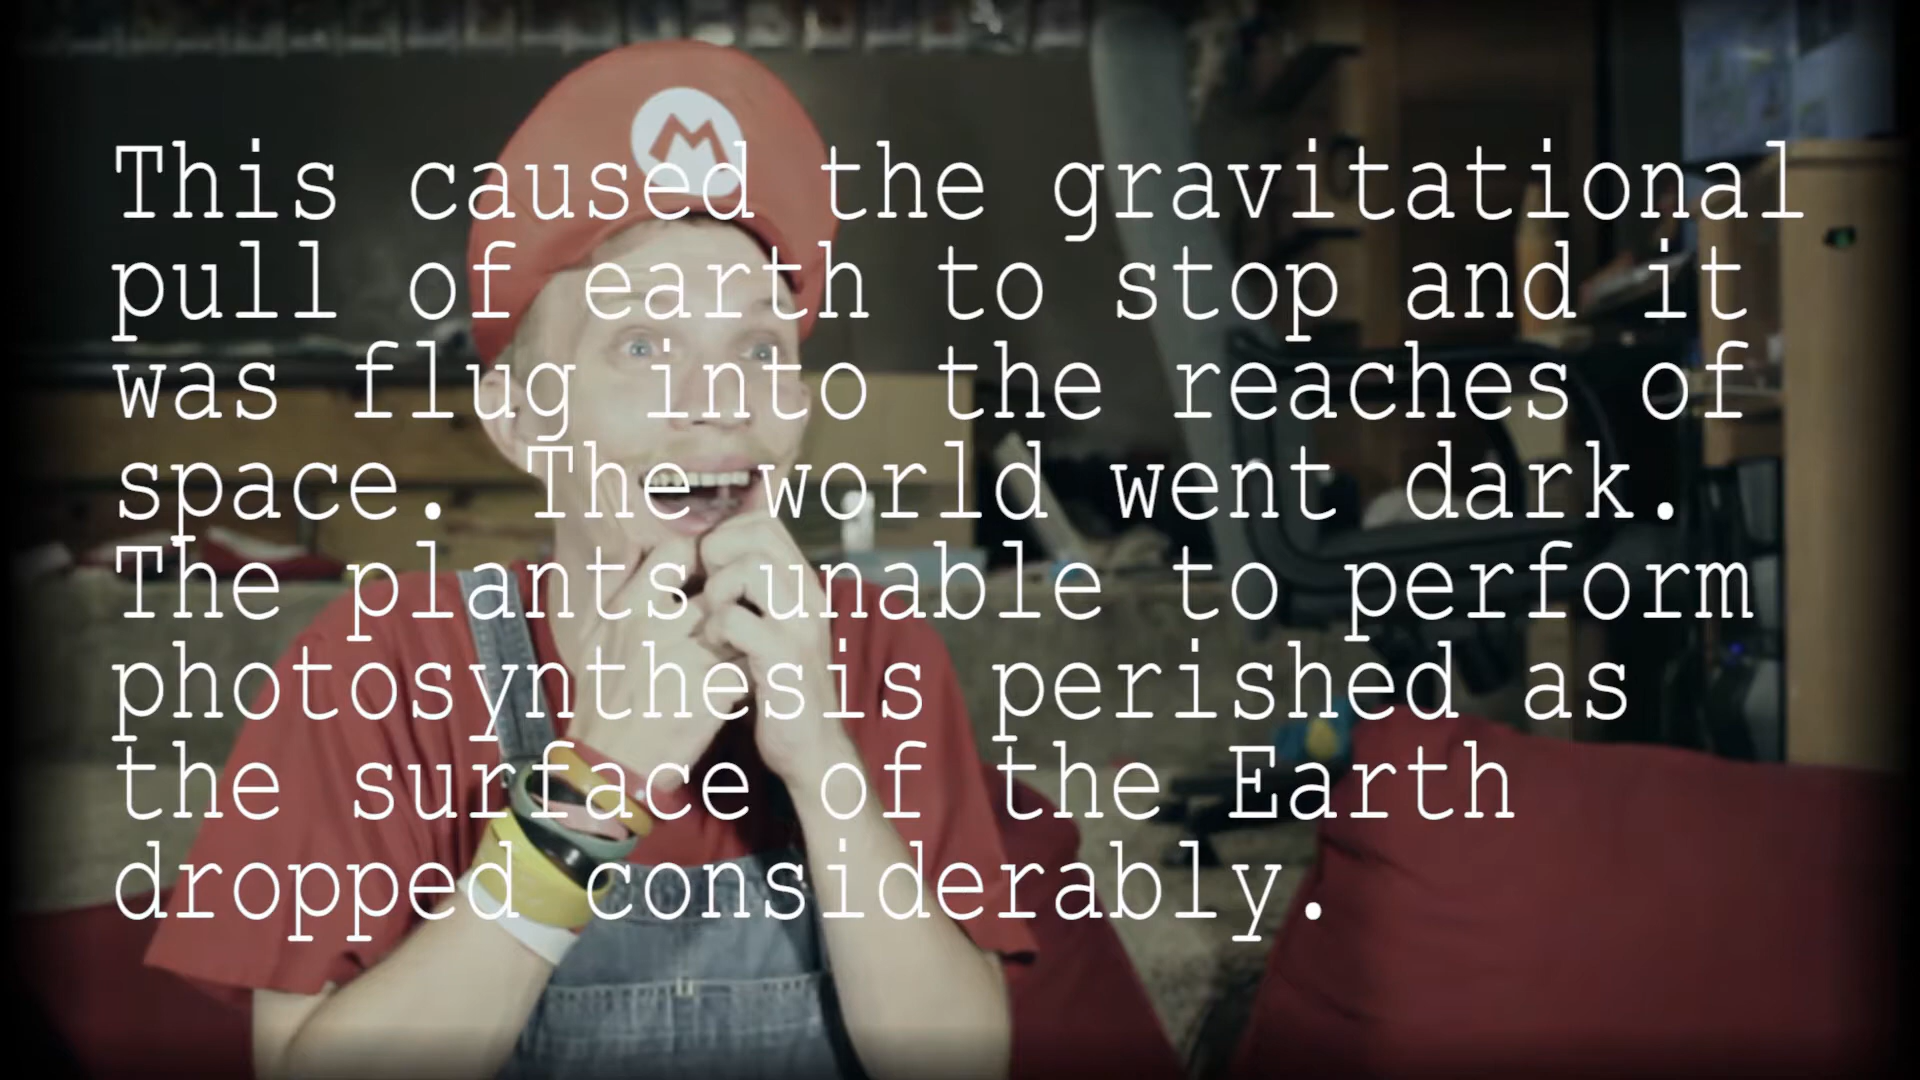 M
This caused the gravitational
pull of earth to stop and it
was flug into the reaches of
space. The world went dark.
The plants unable to perform
photosynthesis perished as
the surface of the Earth
dropped considerably.